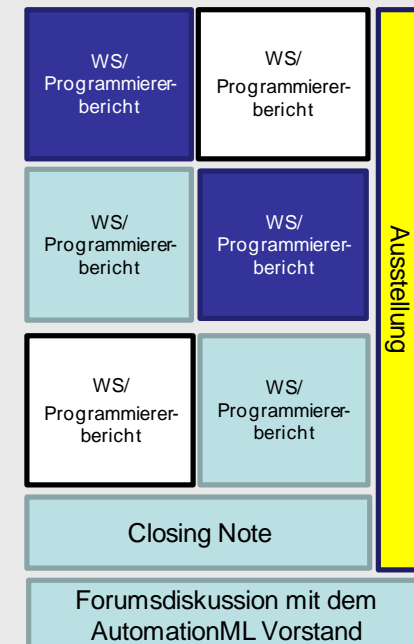 WS/
Programmierer-
bericht
WS/
Programmierer-
bericht
WS/
Programmierer-
bericht
WS/
Programmierer-
bericht
WS/
Programmierer-
bericht
WS/
Programmierer-
bericht
Ausstellung
Closing Note
Forumsdiskussion mit dem
AutomationML Vorstand